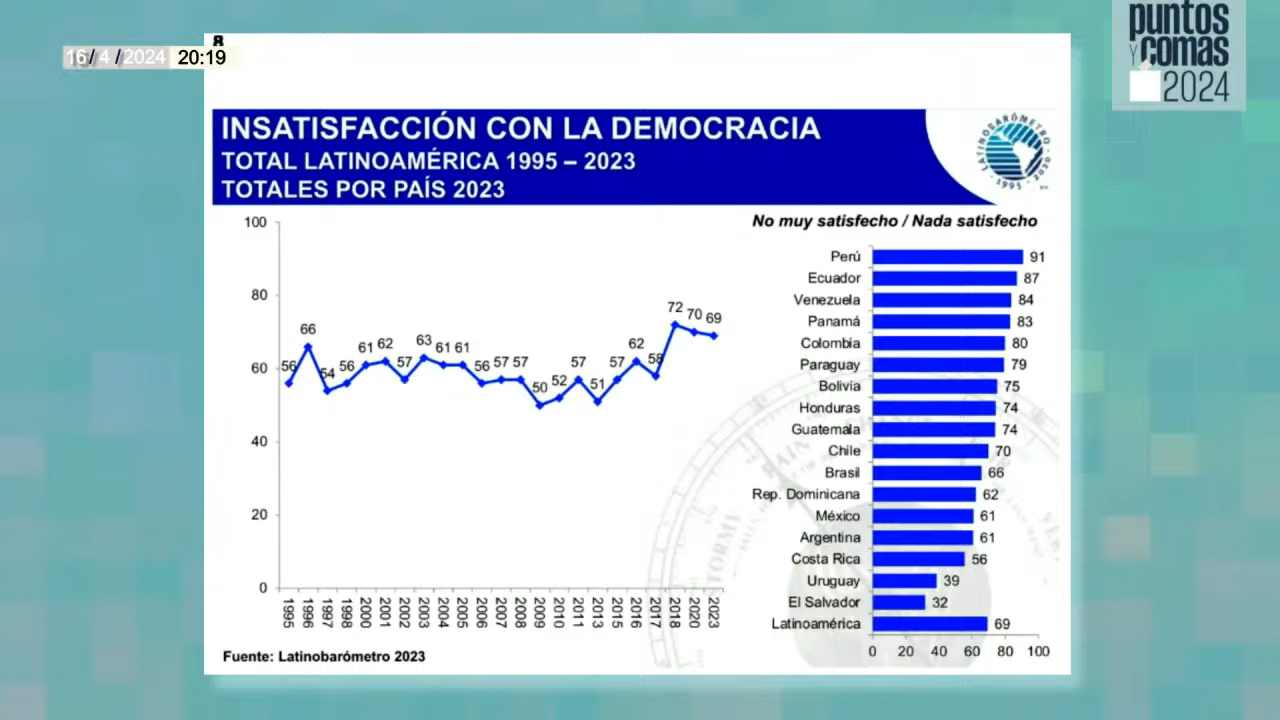 puntos
Y comas
2024
16/4/2024 20:19
8
INSATISFACCIÓN CON LA DEMOCRACIA
TOTAL LATINOAMÉRICA 1995 – 2023
TOTALES POR PAÍS 2023
LATINOBARÓMETRO
1995 - 2020
100
80
60
40
20
0
56 66 54 56 61 62 57 63 61 61 56 57 57 50 52 57 51 57 62 58 72 70 69
1995 1996 1997 1998 2000 2001 2002 2003 2004 2005 2006 2007 2008 2009 2010 2011 2013 2015 2016 2017 2018 2020 2023
No muy satisfecho / Nada satisfecho
Perú 91
Ecuador 87
Venezuela 84
Panamá 83
Colombia 80
Paraguay 79
Bolivia 75
Honduras 74
Guatemala 74
Chile 70
Brasil 66
Rep. Dominicana 62
México 61
Argentina 61
Costa Rica 56
Uruguay 39
El Salvador 32
Latinoamérica 69
0 20 40 60 80 100
STORMY
RAIN
Fuente: Latinobarómetro 2023